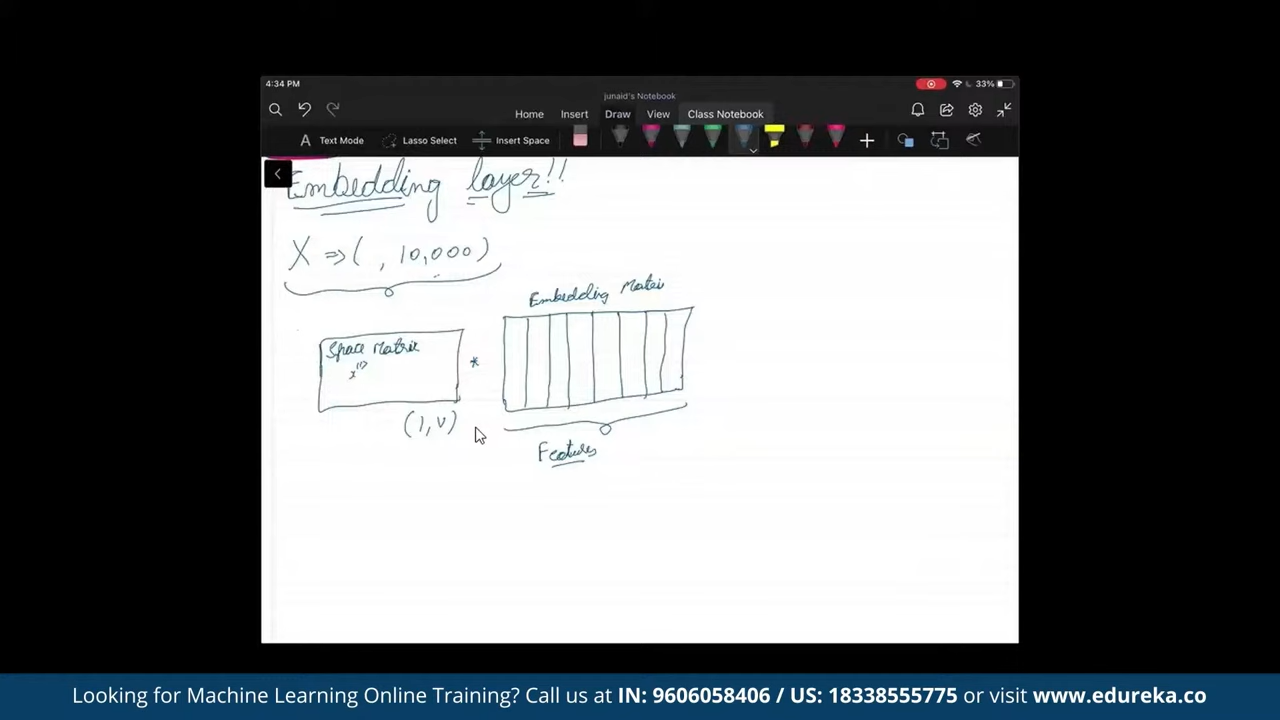 4:34 PM
33%
junaid's Notebook
Home Insert Draw View Class Notebook
Text Mode Lasso Select Insert Space
Embedding layer!!
X => ( , 10,000)
Embedding Matrix
Space Matrix
*
(1,V)
Features
Looking for Machine Learning Online Training? Call us at IN: 9606058406 / US: 18338555775 or visit www.edureka.co